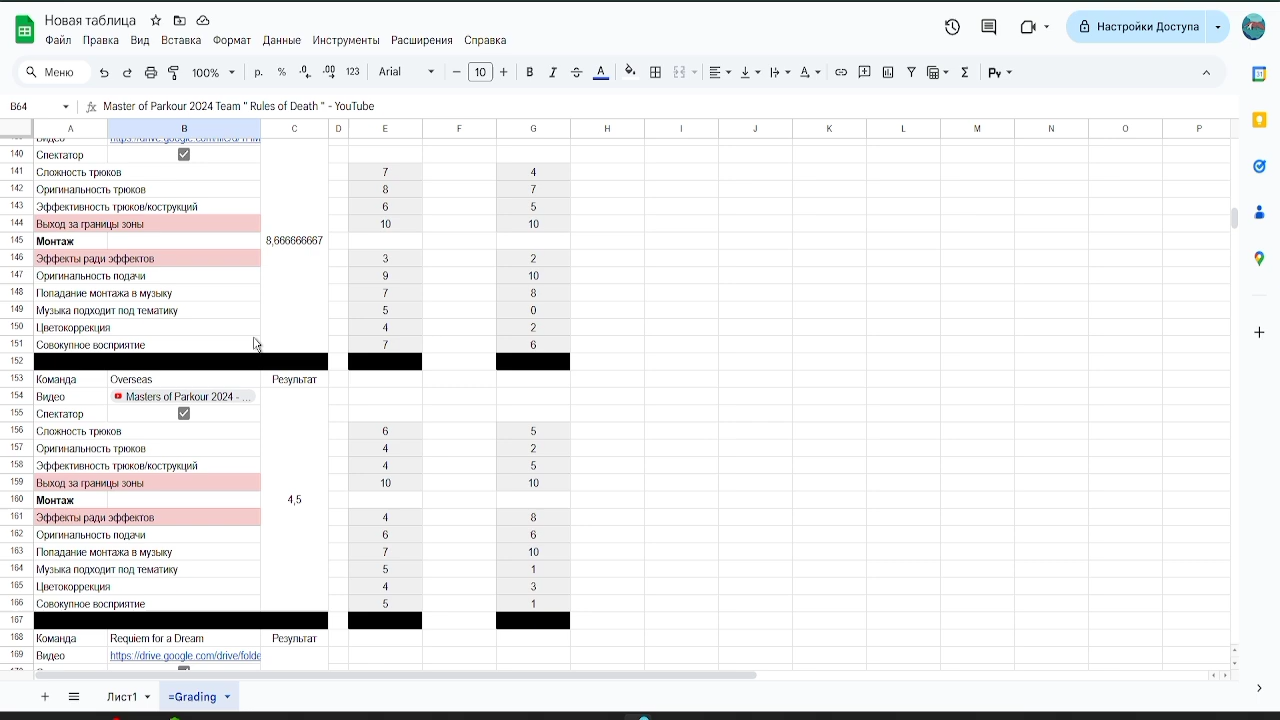 Новая таблица
Файл Правка Вид Вставка Формат Данные Инструменты Расширения Справка
Настройки Доступа
Меню 100% р. % .0 .00 123 Arial 10 B I A Σ
B64 fx Master of Parkour 2024 Team " Rules of Death " - YouTube
A B C D E F G H I J K L M N O P
140 Спектатор
141 Сложность трюков 7 4
142 Оригинальность трюков 8 7
143 Эффективность трюков/кострукций 6 5
144 Выход за границы зоны 10 10
145 Монтаж 8,666666667
146 Эффекты ради эффектов 3 2
147 Оригинальность подачи 9 10
148 Попадание монтажа в музыку 7 8
149 Музыка подходит под тематику 5 0
150 Цветокоррекция 4 2
151 Совокупное восприятие 7 6
152
153 Команда Overseas Результат
154 Видео Masters of Parkour 2024 - ...
155 Спектатор
156 Сложность трюков 6 5
157 Оригинальность трюков 4 2
158 Эффективность трюков/кострукций 4 5
159 Выход за границы зоны 10 10
160 Монтаж 4,5
161 Эффекты ради эффектов 4 8
162 Оригинальность подачи 6 6
163 Попадание монтажа в музыку 7 10
164 Музыка подходит под тематику 5 1
165 Цветокоррекция 4 3
166 Совокупное восприятие 5 1
167
168 Команда Requiem for a Dream Результат
169 Видео https://drive.google.com/drive/folde
Лист1 =Grading